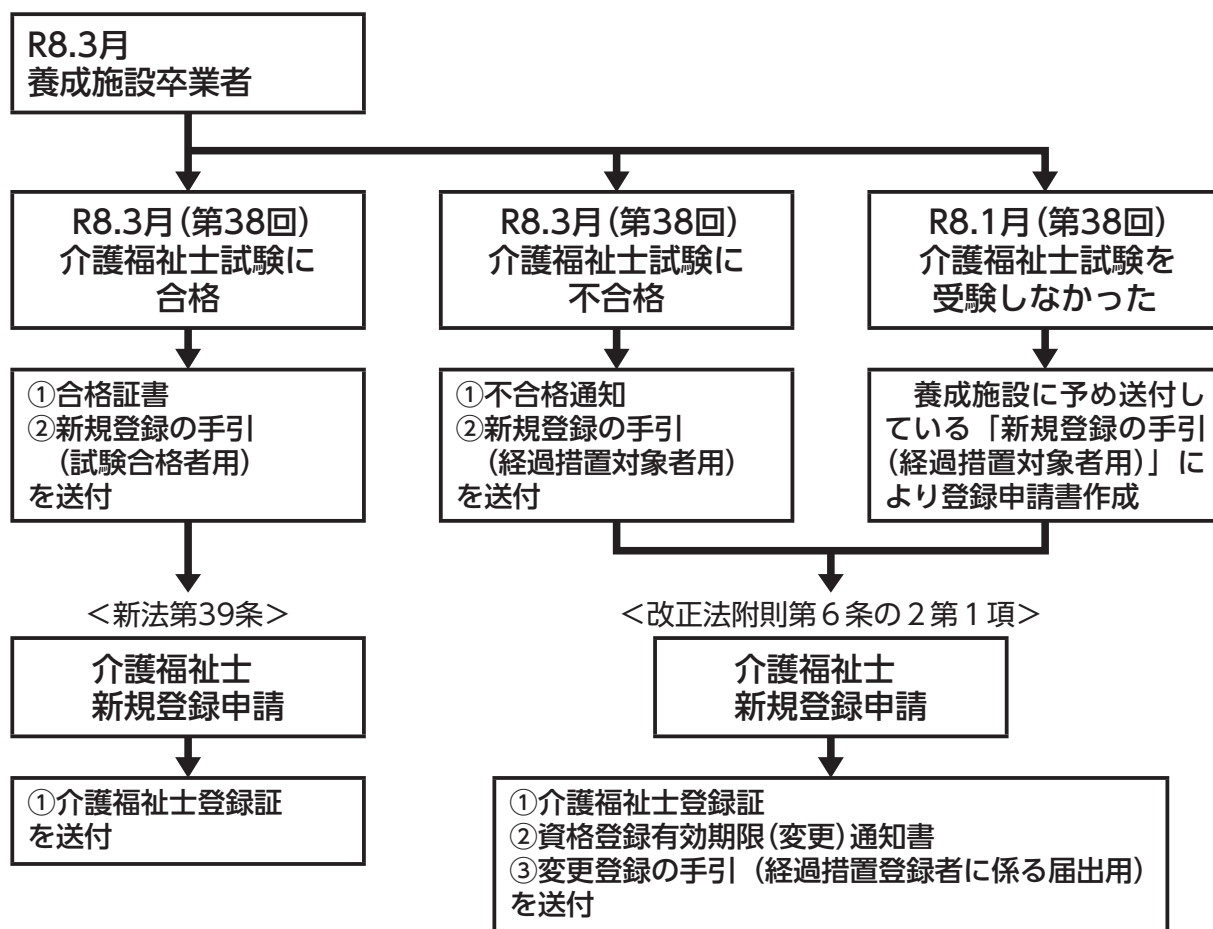 R8.3月
養成施設卒業者
R8.3月(第38回)
介護福祉士試験に
合格
R8.3月(第38回)
介護福祉士試験に
不合格
R8.1月(第38回)
介護福祉士試験を
受験しなかった
①合格証書
②新規登録の手引
(試験合格者用)
を送付
①不合格通知
②新規登録の手引
(経過措置対象者用)
を送付
養成施設に予め送付し
ている「新規登録の手引
(経過措置対象者用)」に
より登録申請書作成
<新法第39条>
介護福祉士
新規登録申請
<改正法附則第６条の２第１項>
介護福祉士
新規登録申請
①介護福祉士登録証
を送付
①介護福祉士登録証
②資格登録有効期限(変更)通知書
③変更登録の手引(経過措置登録者に係る届出用)
を送付